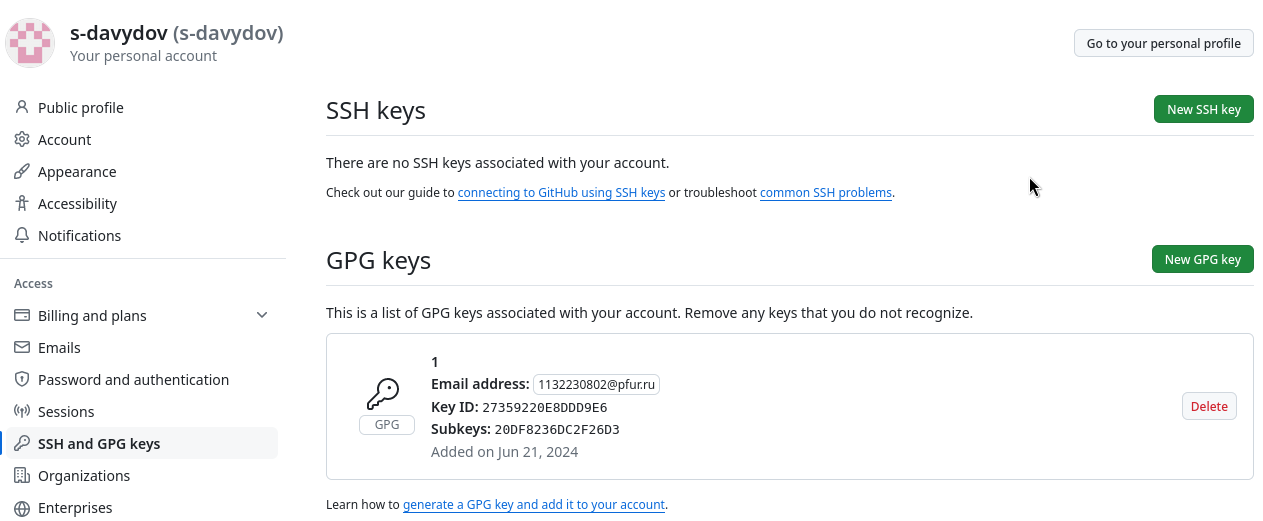 s-davydov (s-davydov)
Your personal account
Go to your personal profile
Public profile
Account
Appearance
Accessibility
Notifications
Access
Billing and plans
Emails
Password and authentication
Sessions
SSH and GPG keys
Organizations
Enterprises
SSH keys
New SSH key
There are no SSH keys associated with your account.
Check out our guide to connecting to GitHub using SSH keys or troubleshoot common SSH problems.
GPG keys
New GPG key
This is a list of GPG keys associated with your account. Remove any keys that you do not recognize.
GPG
1
Email address: 1132230802@pfur.ru
Key ID: 27359220E8DDD9E6
Subkeys: 20DF8236DC2F26D3
Added on Jun 21, 2024
Delete
Learn how to generate a GPG key and add it to your account.